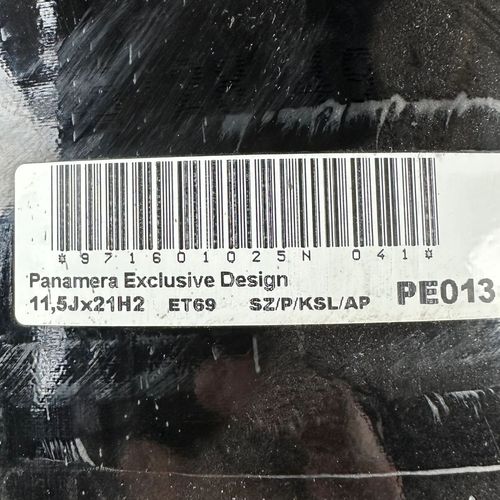 *971601025N 041*
Panamera Exclusive Design
11,5Jx21H2 ET69 SZ/P/KSL/AP PE013